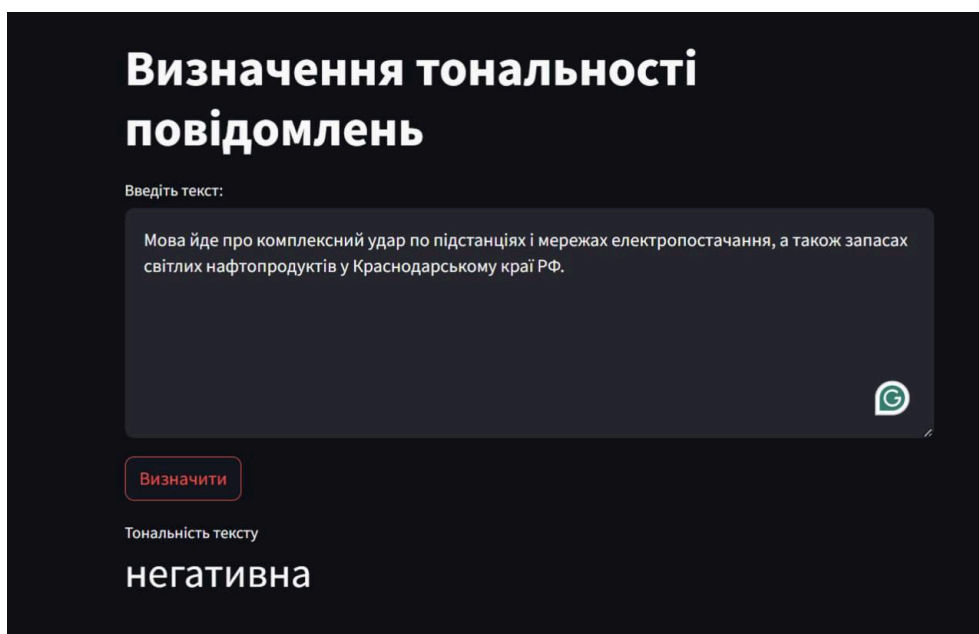 Визначення тональності
повідомлень
Введіть текст:
Мова йде про комплексний удар по підстанціях і мережах електропостачання, а також запасах
світлих нафтопродуктів у Краснодарському краї РФ.
G
Визначити
Тональність тексту
негативна